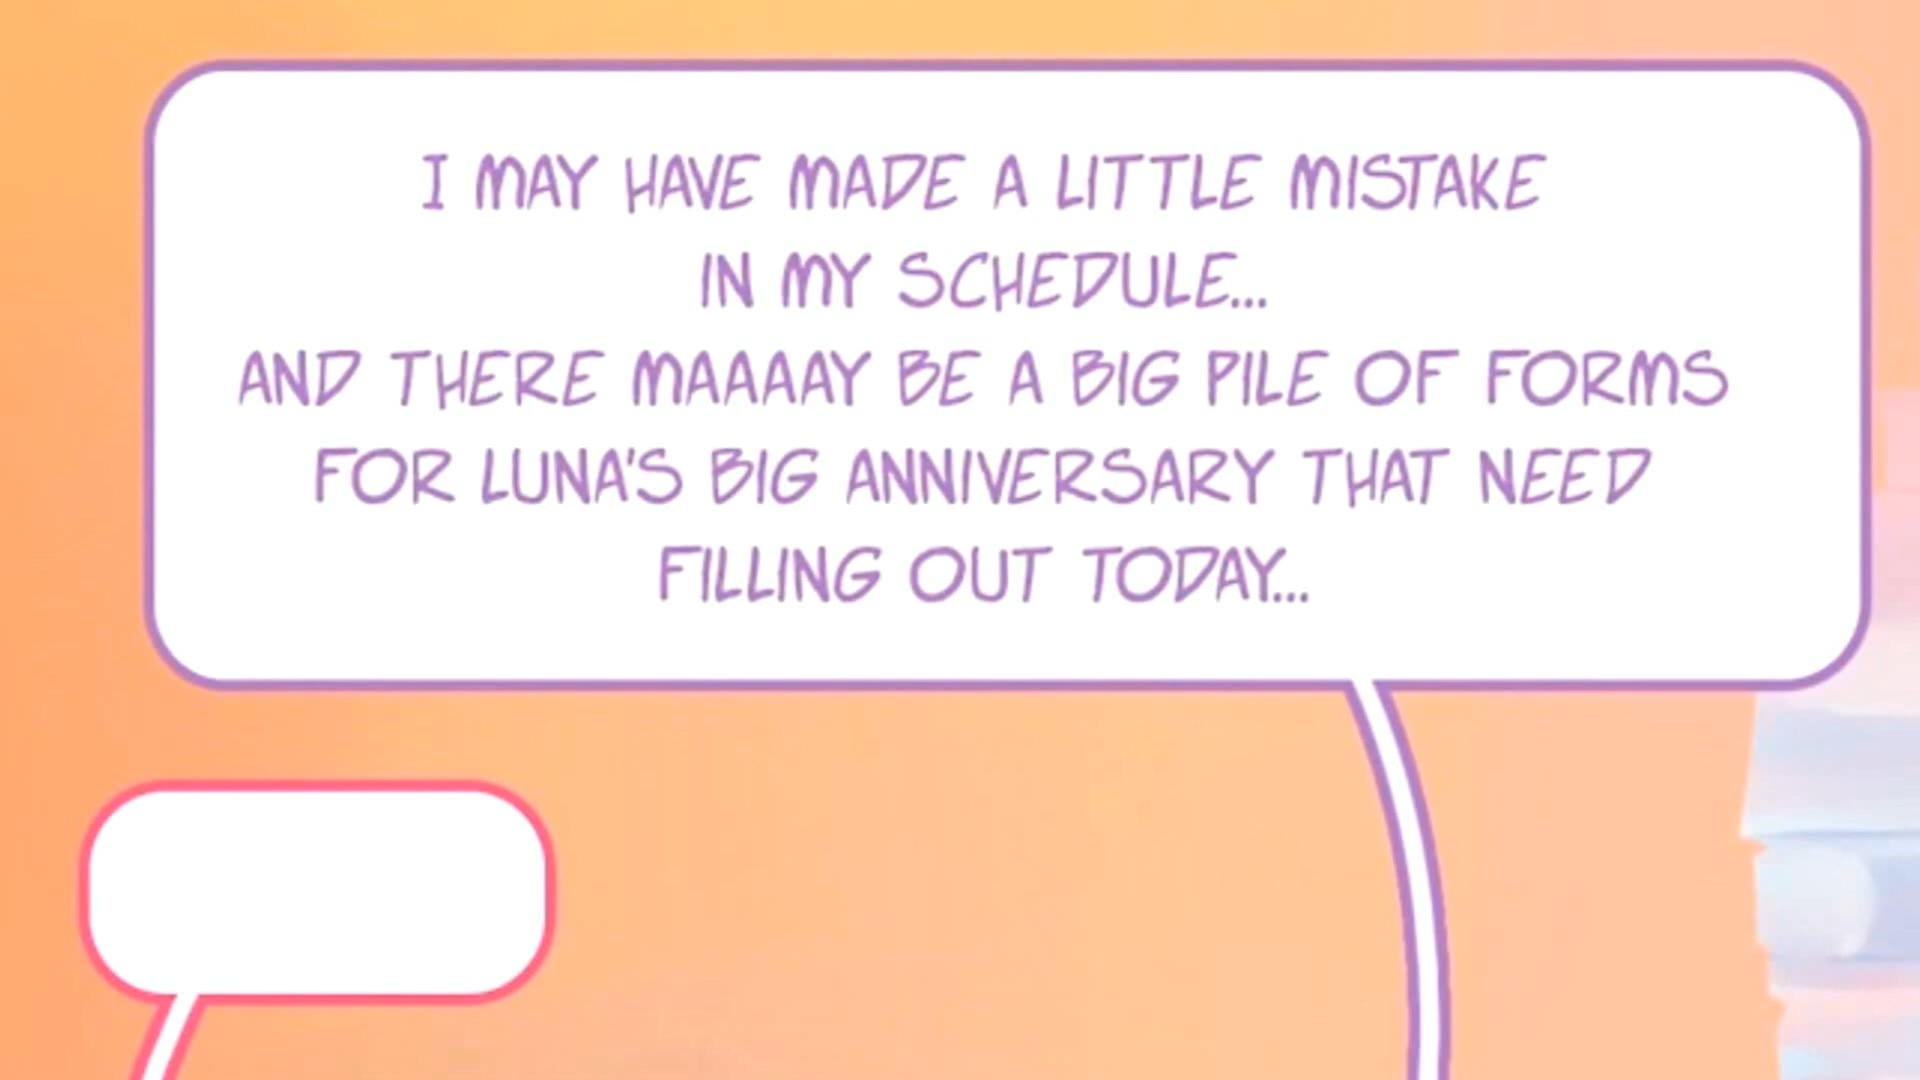 I MAY HAVE MADE A LITTLE MISTAKE
IN MY SCHEDULE...
AND THERE MAAAAY BE A BIG PILE OF FORMS
FOR LUNA'S BIG ANNIVERSARY THAT NEED
FILLING OUT TODAY...